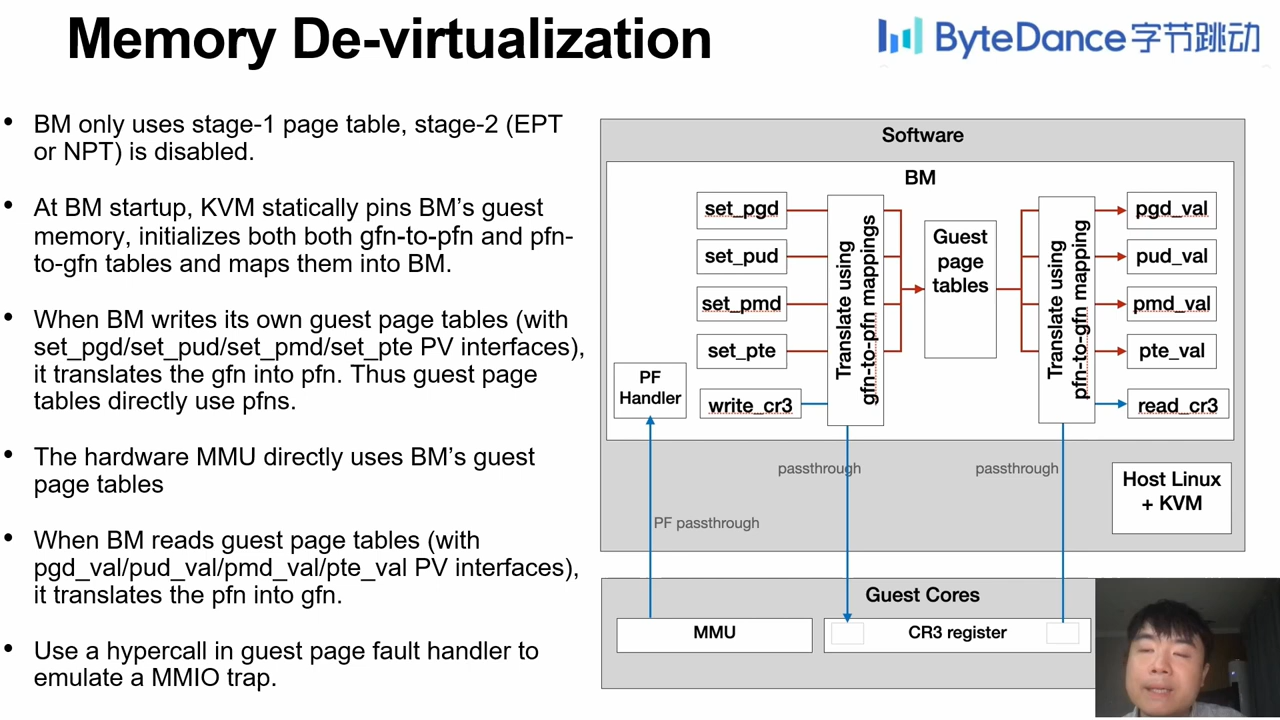 Memory De-virtualization
ByteDance字节跳动
• BM only uses stage-1 page table, stage-2 (EPT
or NPT) is disabled.
• At BM startup, KVM statically pins BM's guest
memory, initializes both both gfn-to-pfn and pfn-
to-gfn tables and maps them into BM.
• When BM writes its own guest page tables (with
set_pgd/set_pud/set_pmd/set_pte PV interfaces),
it translates the gfn into pfn. Thus guest page
tables directly use pfns.
• The hardware MMU directly uses BM's guest
page tables
• When BM reads guest page tables (with
pgd_val/pud_val/pmd_val/pte_val PV interfaces),
it translates the pfn into gfn.
• Use a hypercall in guest page fault handler to
emulate a MMIO trap.
Software
BM
set_pgd
set_pud
set_pmd
set_pte
write_cr3
PF
Handler
Translate using
gfn-to-pfn mappings
Guest
page
tables
Translate using
pfn-to-gfn mapping
pgd_val
pud_val
pmd_val
pte_val
read_cr3
passthrough
passthrough
PF passthrough
Host Linux
+ KVM
Guest Cores
MMU
CR3 register